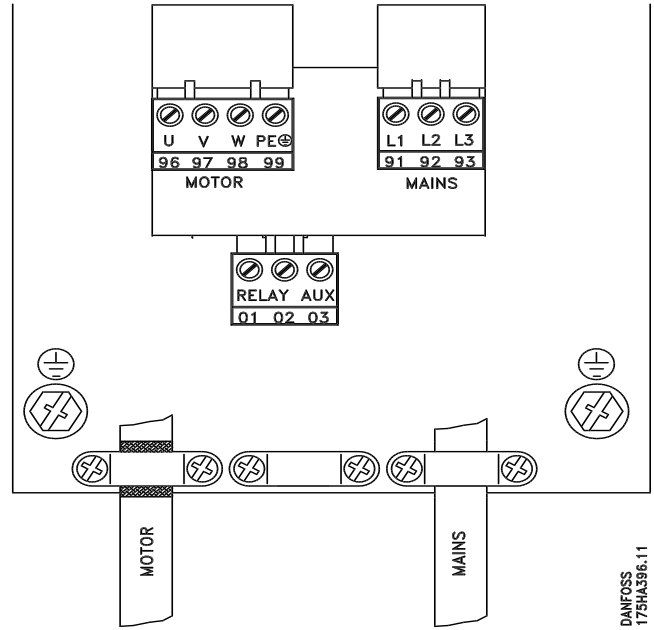 U V W PE
96 97 98 99
MOTOR
L1 L2 L3
91 92 93
MAINS
RELAY AUX
01 02 03
MOTOR
MAINS
DANFOSS
175HA396.11